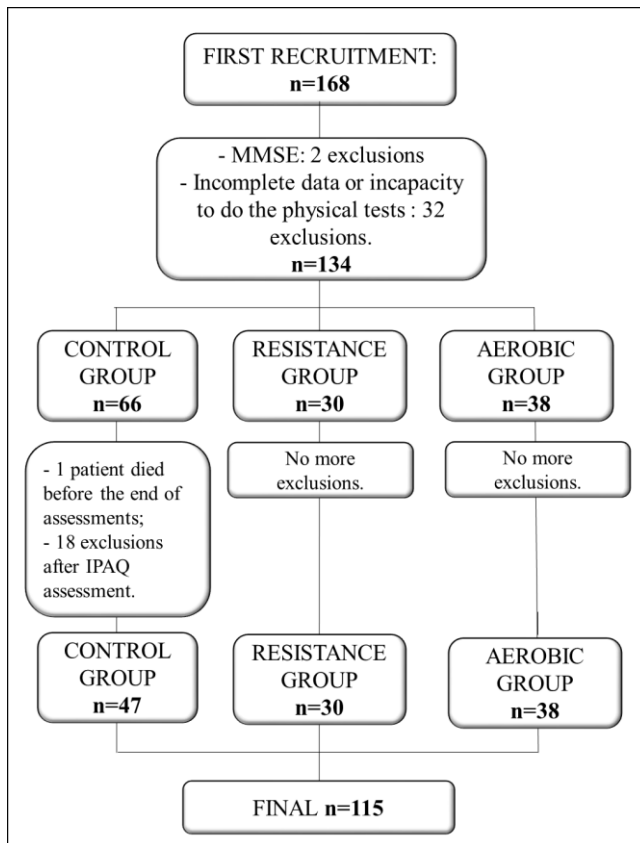 FIRST RECRUITMENT:
n=168
- MMSE: 2 exclusions
- Incomplete data or incapacity
to do the physical tests : 32
exclusions.
n=134
CONTROL
GROUP
n=66
RESISTANCE
GROUP
n=30
AEROBIC
GROUP
n=38
- 1 patient died
before the end of
assessments;
- 18 exclusions
after IPAQ
assessment.
No more
exclusions.
No more
exclusions.
CONTROL
GROUP
n=47
RESISTANCE
GROUP
n=30
AEROBIC
GROUP
n=38
FINAL n=115